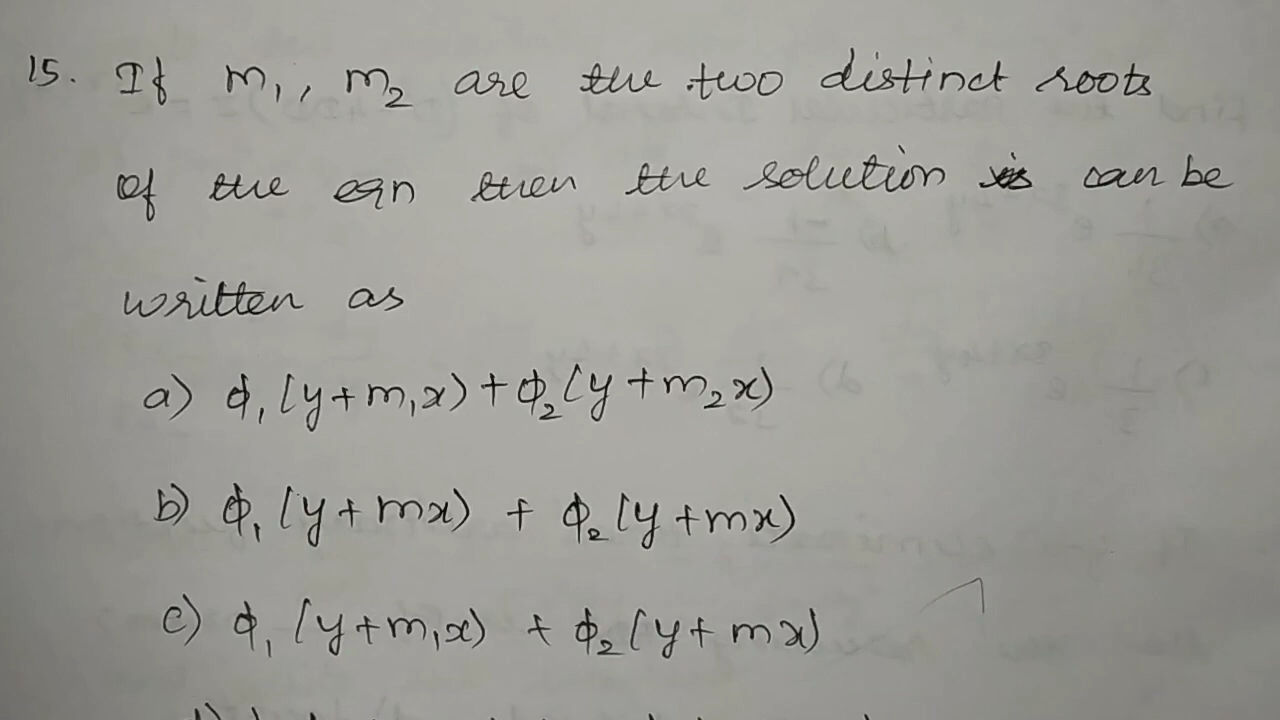 15. If m₁, m₂ are the two distinct roots
of the eqn then the solution can be
written as
a) ϕ₁(y+m₁x)+ϕ₂(y+m₂x)
b) ϕ₁(y+mx) + ϕ₂(y+mx)
c) ϕ₁(y+m₁x) + ϕ₂(y+mx)